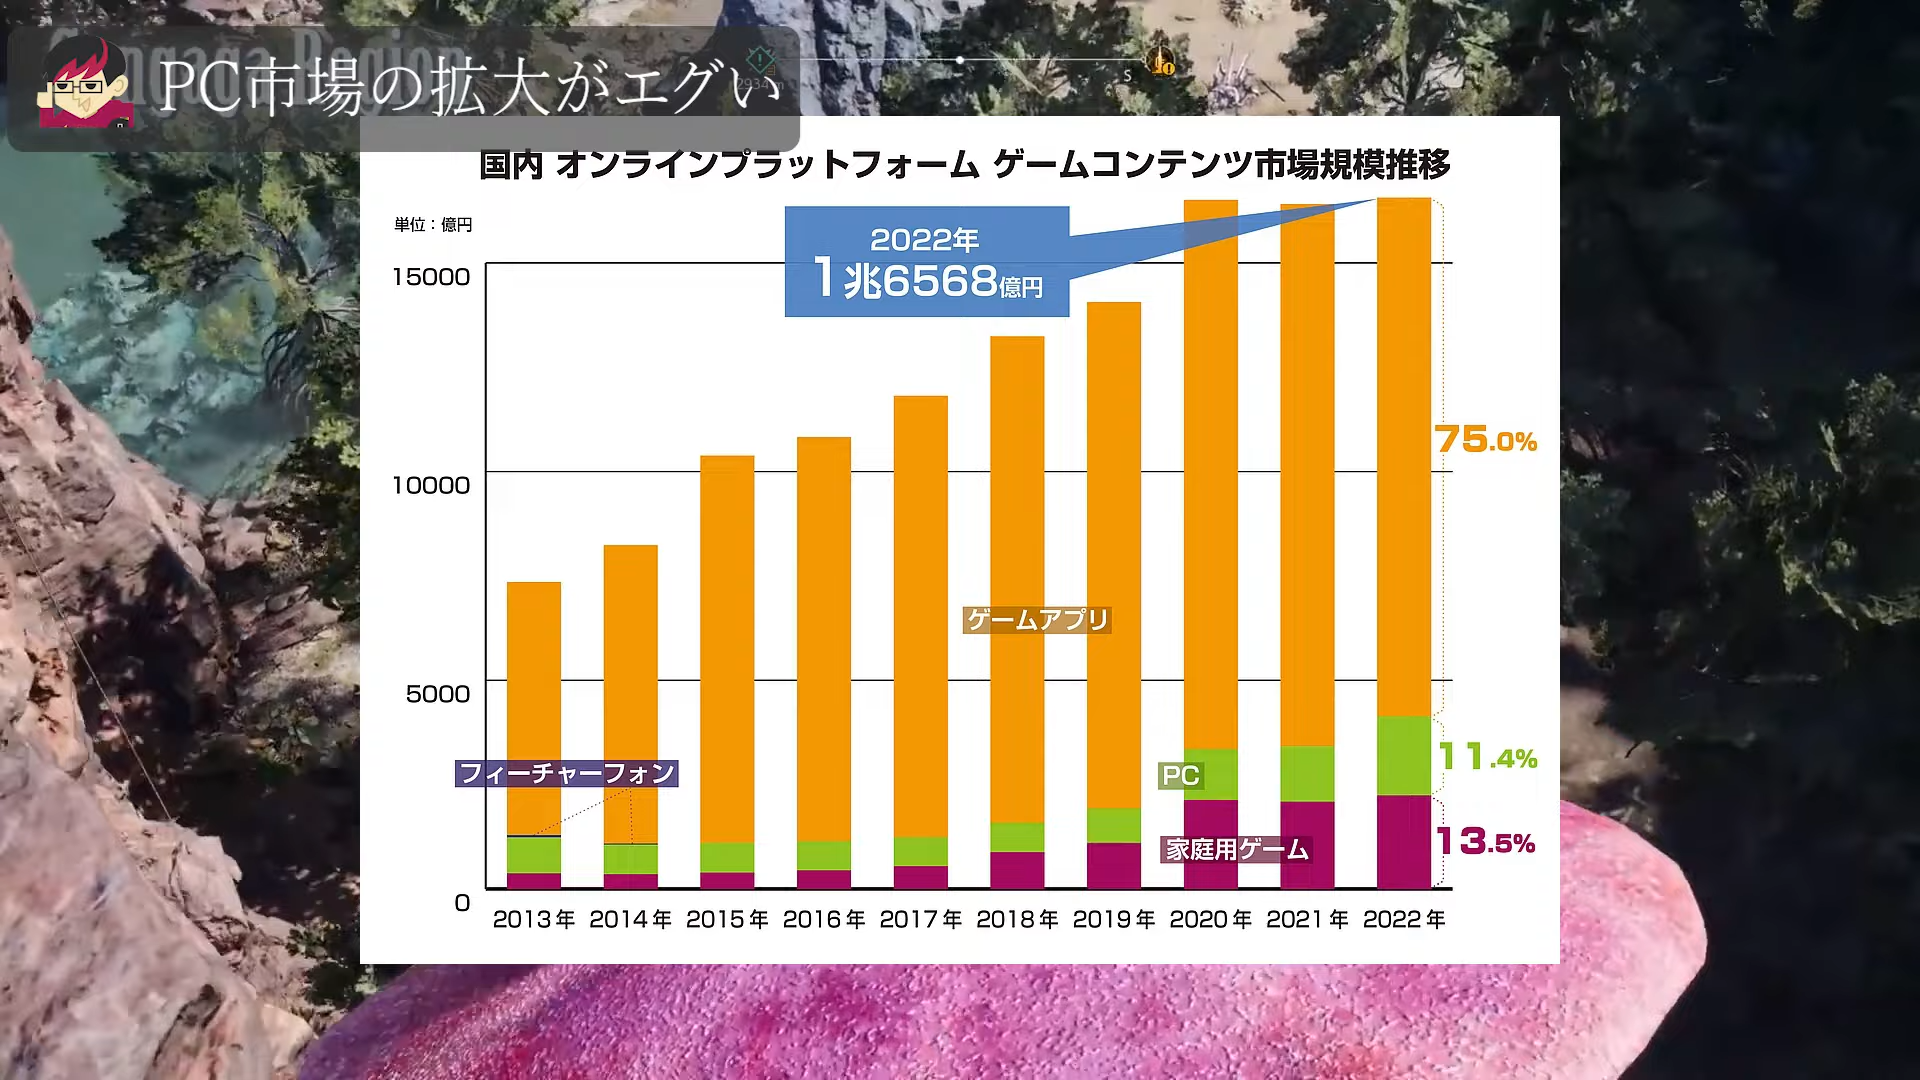 Gengaga Region
PC市場の拡大がエグい
S
国内 オンラインプラットフォーム ゲームコンテンツ市場規模推移
単位：億円
2022年
1兆6568億円
15000
10000
5000
0
75.0%
ゲームアプリ
フィーチャーフォン
PC
11.4%
家庭用ゲーム
13.5%
2013年 2014年 2015年 2016年 2017年 2018年 2019年 2020年 2021年 2022年